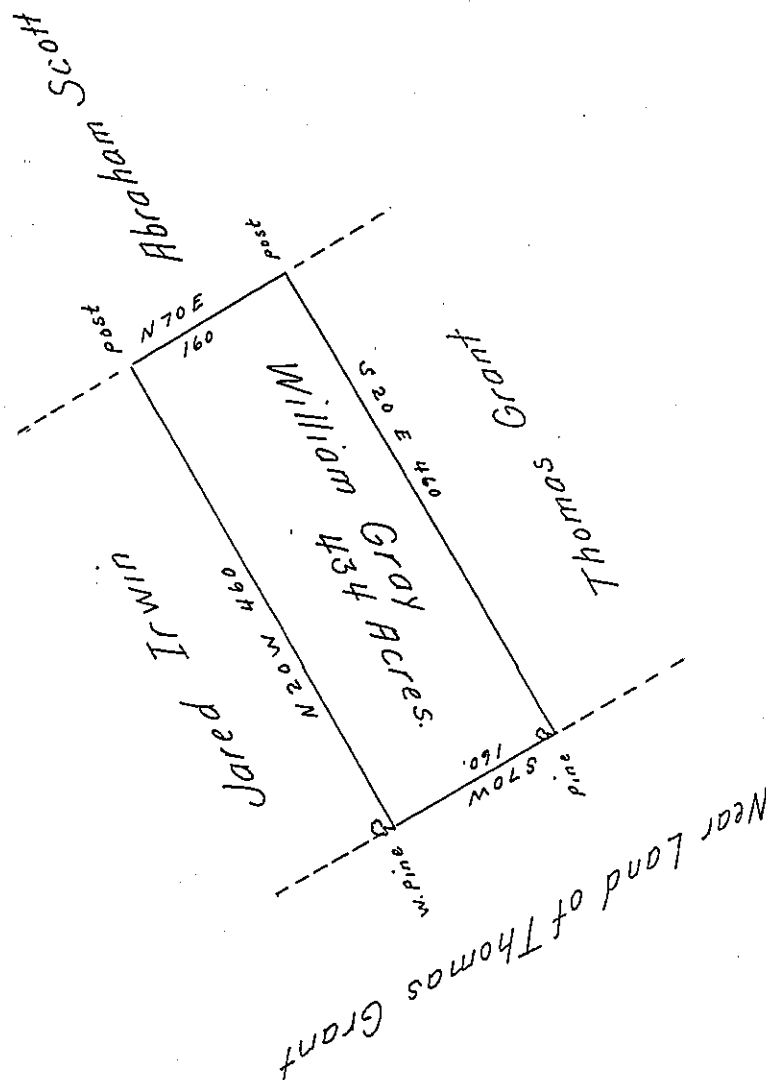 Abraham Scott
Post
N 70 E
160
Post
Jared Irwin
N 20 W 460
William
Gray
434 Acres.
S 20 E 460
Thomas Grant
W. Pine
S 70 W
160.
Pine
Near Land of Thomas Grant